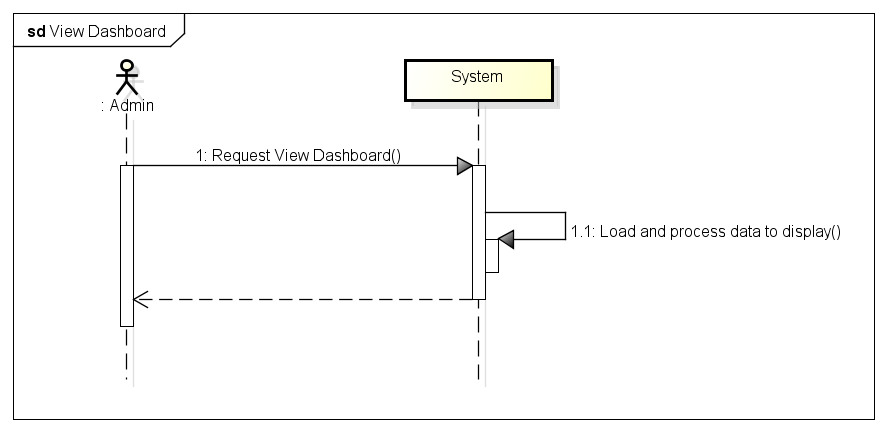 sd View Dashboard
System
: Admin
1: Request View Dashboard()
1.1: Load and process data to display()